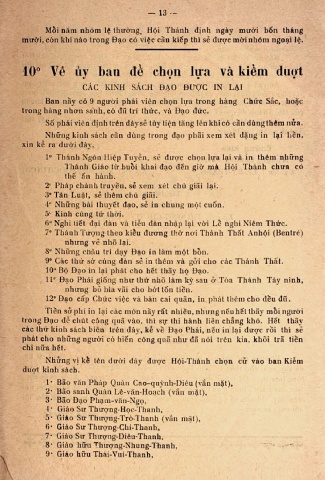 — 13 —
Mỗi năm nhóm lệ thường, Hội Thánh định ngày mười bốn tháng
mười, còn khi nào trong Đạo có việc cần kiếp thì sẽ được mời nhóm ngoại lệ.
10° Về ủy ban để chọn lựa và kiểm duợt
CÁC KINH SÁCH ĐẠO ĐƯỢC IN LẠI
Ban nầy có 9 người phải viên chọn lựa trong hàng Chức Sắc, hoặc
trong hàng nhơn sanh, có đủ trí thức, và Đạo đức.
Số phải viên định trên đây sẽ tùy tiện tăng lên khi có cần dùng thêm nữa.
Những kinh sách cần dùng trong đạo phải xem xét đặng in lại liền,
xin kể ra dưới đây,
1° Thánh Ngôn Hiệp Tuyển, sẽ được chọn lựa lại và in thêm những
Thánh Giáo từ buổi khai đạo đến giờ mà Hội Thánh chưa có
thể ấn hành.
2° Pháp chánh truyền, sẽ xem xét chú giải lại.
3° Tân Luật, sẽ thêm chú giải.
4° Những bài thuyết đạo, sẽ in chung một cuốn.
5° Kinh cúng tứ thời.
6° Nghi tiết đại đàn và tiểu đàn nhập lại với Lễ nghi Niêm Thức.
7° Thánh Tượng theo kiểu đương thờ nơi Thánh Thất Anhội (Bentré)
nhưng vẽ nhỏ lại.
8° Những châu tri dạy Đạo in làm một bổn.
9° Các thứ sớ cúng đàn sẽ in thêm và gởi cho các Thánh Thất.
10° Bộ Đạo in lại phát cho hết thảy họ Đạo.
11° Đạo Phái giống như thứ nhỏ làm kỳ sau ở Tòa Thánh Tây ninh,
nhưng bỏ bìa vải cho bớt tốn tiền.
12° Đạo cấp Chức việc và bàn cai quản, in phát thêm cho đều đủ.
Tiền sở phí in lại các món nầy rất nhiều, nhưng nếu hết thảy mỗi người
trong Đạo để chút công quả vào, thì sự thi hành liền chẳng khó. Hết thảy
các thứ kinh sách biên trên đây, kể về Đạo Phái, nếu in lại được rồi thì sẽ
phát cho những người có hiến công quả như đã nói trên kia, khỏi trả tiền
chi nữa hết.
Những vị kể tên dưới đây được Hội-Thánh chọn cử vào ban Kiểm
duợt kinh sách.
1· Bảo văn Pháp Quân Cao-quỳnh-Diêu (vắn mặt),
2· Bảo sanh Quân Lê-văn-Hoạch (vắn mặt),
3· Bảo Đạo Phạm-văn-Ngọ,
4· Giáo Sư Thượng-Học-Thanh,
5· Giáo Sư Thượng-Trò-Thanh (vắn mặt),
6· Giáo Sư Thượng-Chí-Thanh,
7· Giáo Sư Thượng-Diêu-Thanh,
8· Giáo hữu Thượng-Nhung-Thanh,
9· Giáo hữu Thái-Vui-Thanh,